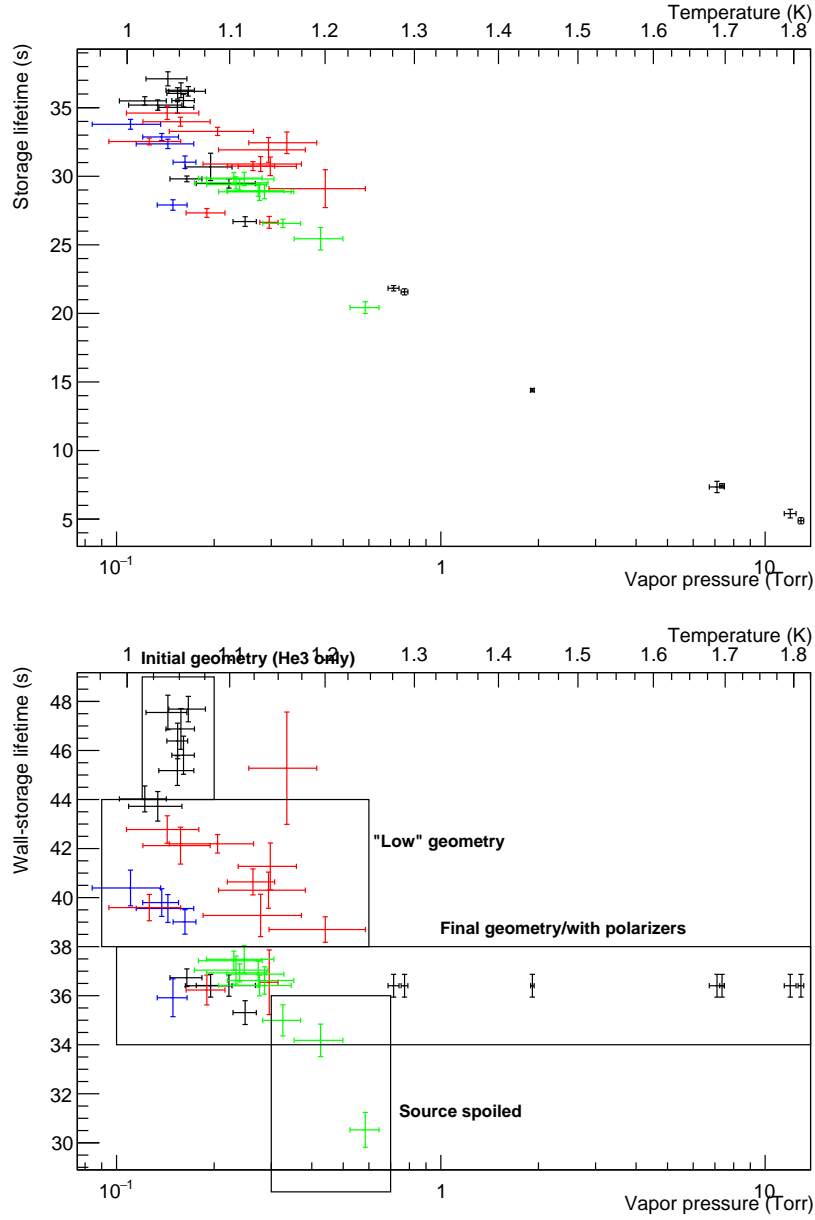 Temperature (K)
1 1.1 1.2 1.3 1.4 1.5 1.6 1.7 1.8
Storage lifetime (s)
35
30
25
20
15
10
5
10⁻¹ 1 10
Vapor pressure (Torr)
Temperature (K)
1 1.1 1.2 1.3 1.4 1.5 1.6 1.7 1.8
Initial geometry (He3 only)
Wall-storage lifetime (s)
48
46
44
42
"Low" geometry
40
Final geometry/with polarizers
38
36
34
32
Source spoiled
30
10⁻¹ 1 10
Vapor pressure (Torr)